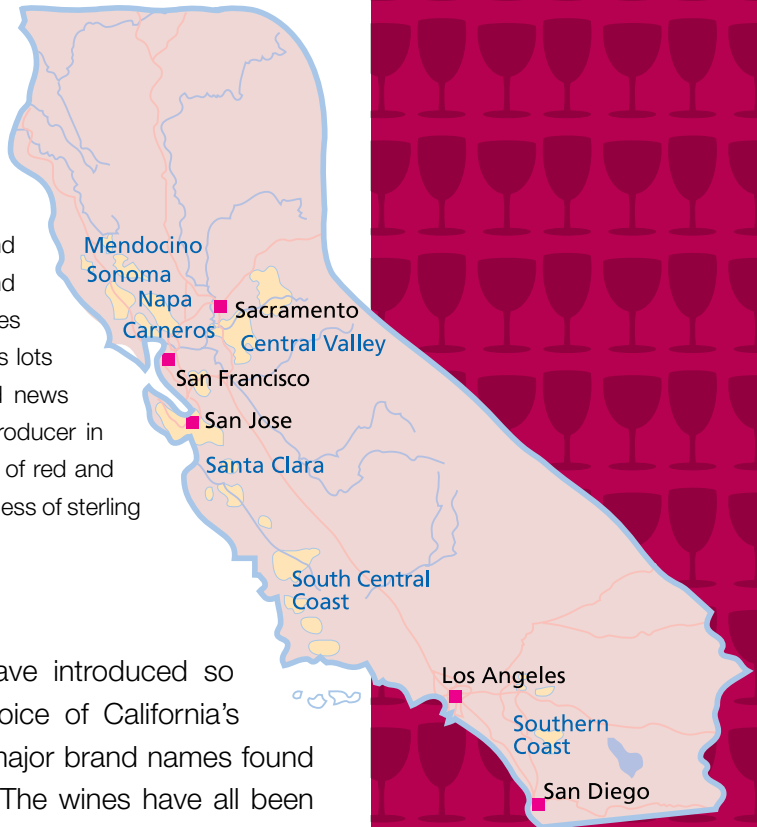 nd
nd
es
s lots
l news
roducer in
of red and
ess of sterling
ave introduced so
oice of California’s
major brand names found
The wines have all been
Mendocino
Sonoma
Napa
Carneros
Sacramento
Central Valley
San Francisco
San Jose
Santa Clara
South Central
Coast
Los Angeles
Southern
Coast
San Diego